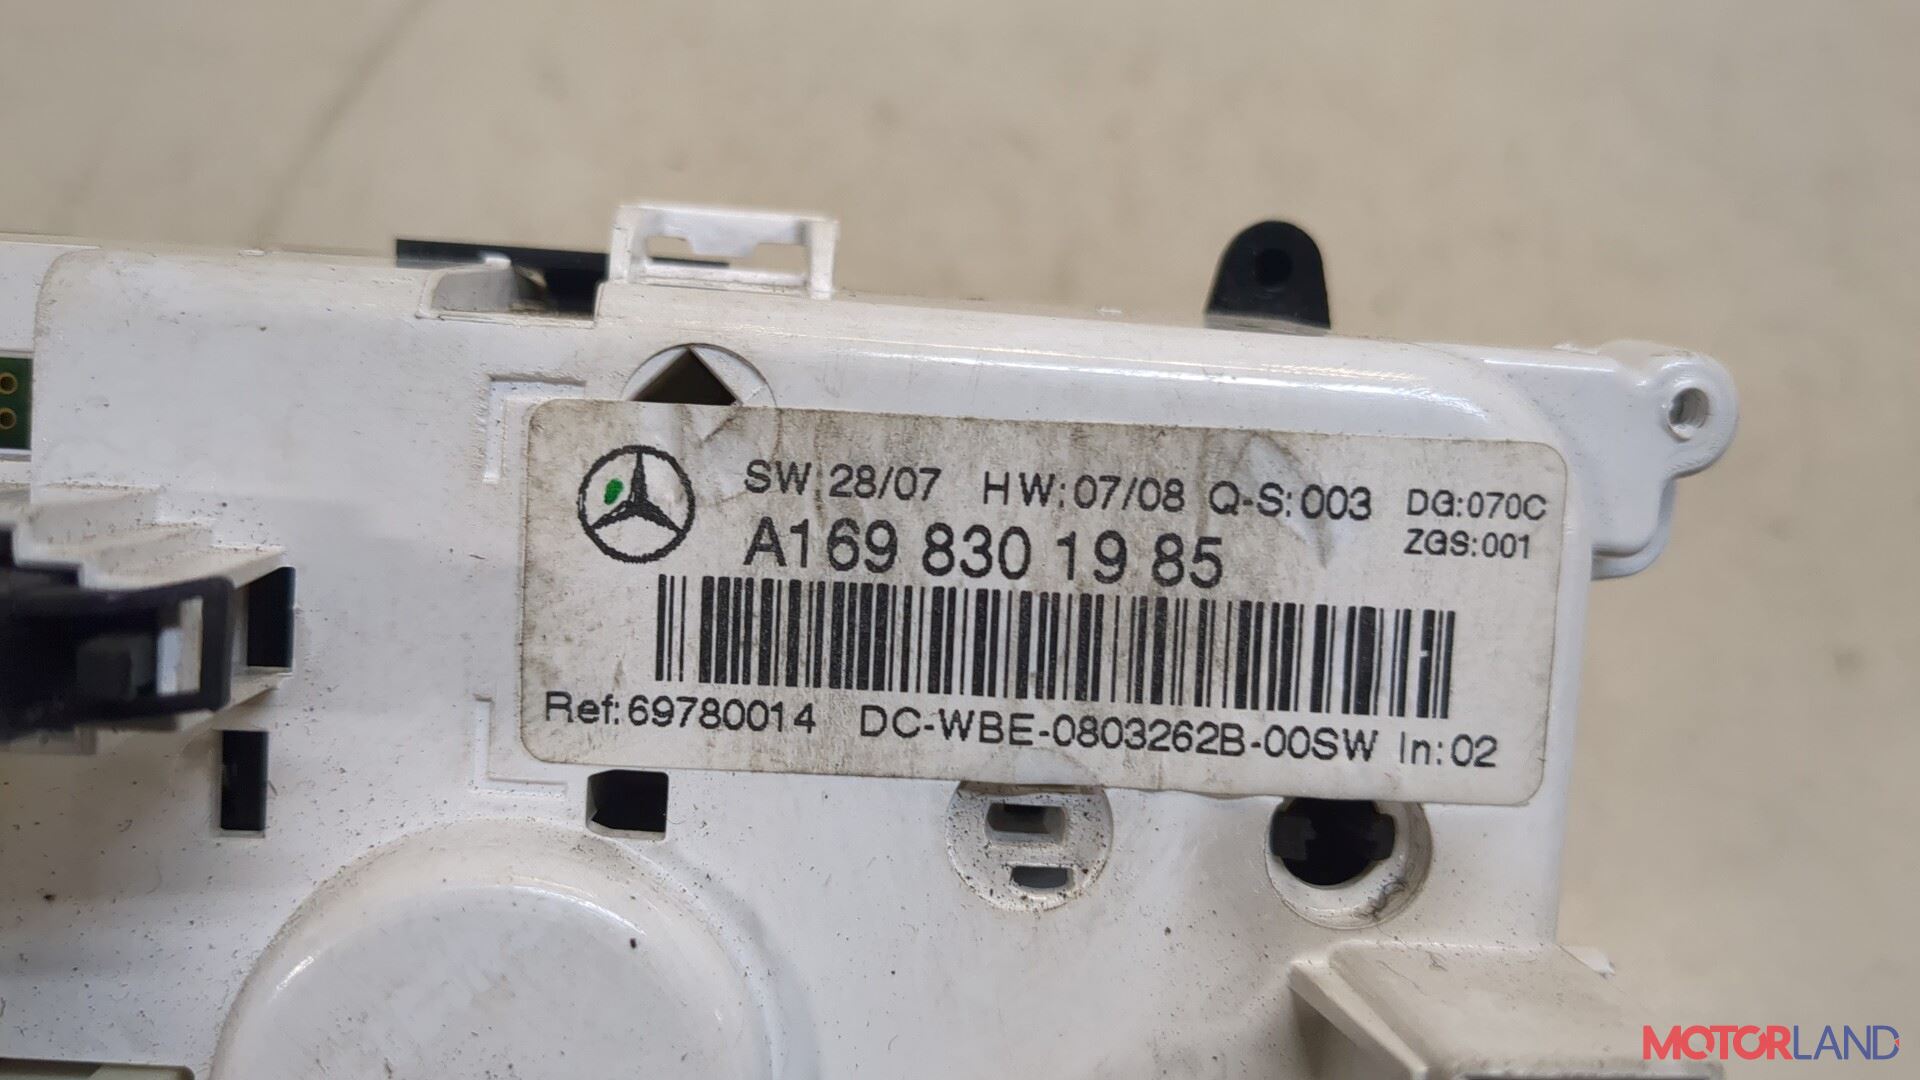 SW:28/07 HW:07/08 Q-S:003 DG:070C
A169 830 19 85 ZGS:001
Ref:69780014 DC-WBE-0803262B-00SW In:02
MOTORLAND